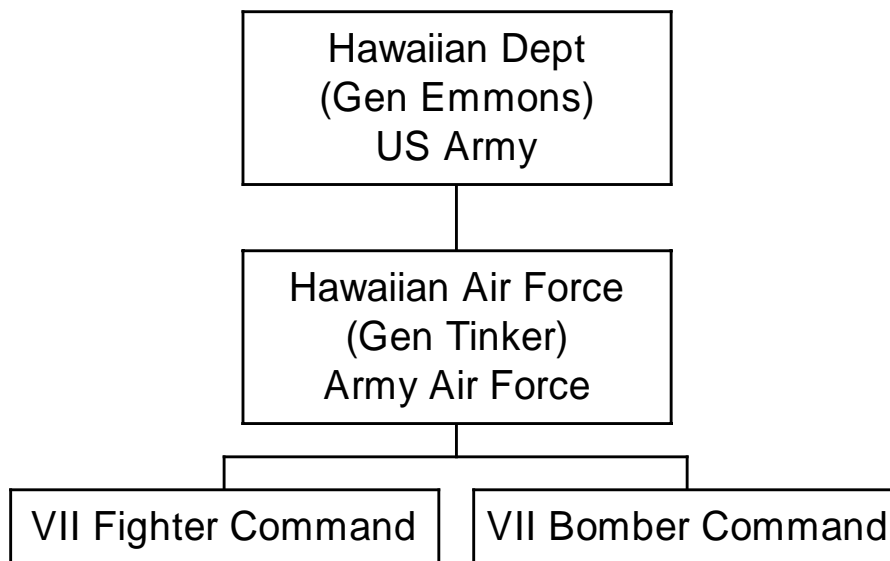 Hawaiian Dept
(Gen Emmons)
US Army
Hawaiian Air Force
(Gen Tinker)
Army Air Force
VII Fighter Command
VII Bomber Command